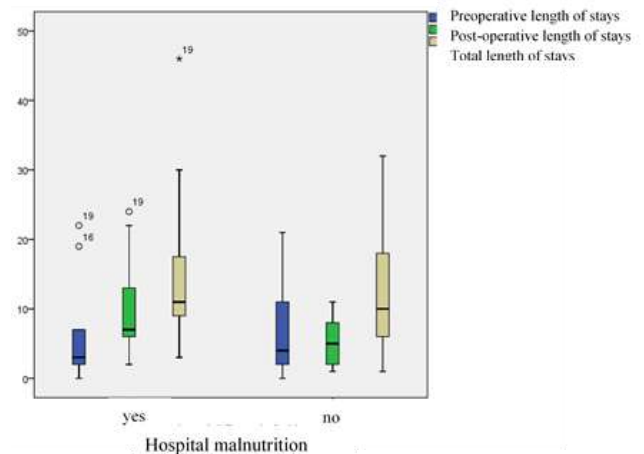 Preoperative length of stays
Post-operative length of stays
Total length of stays
50
40
30
20
10
0
19
19
16
19
yes
no
Hospital malnutrition